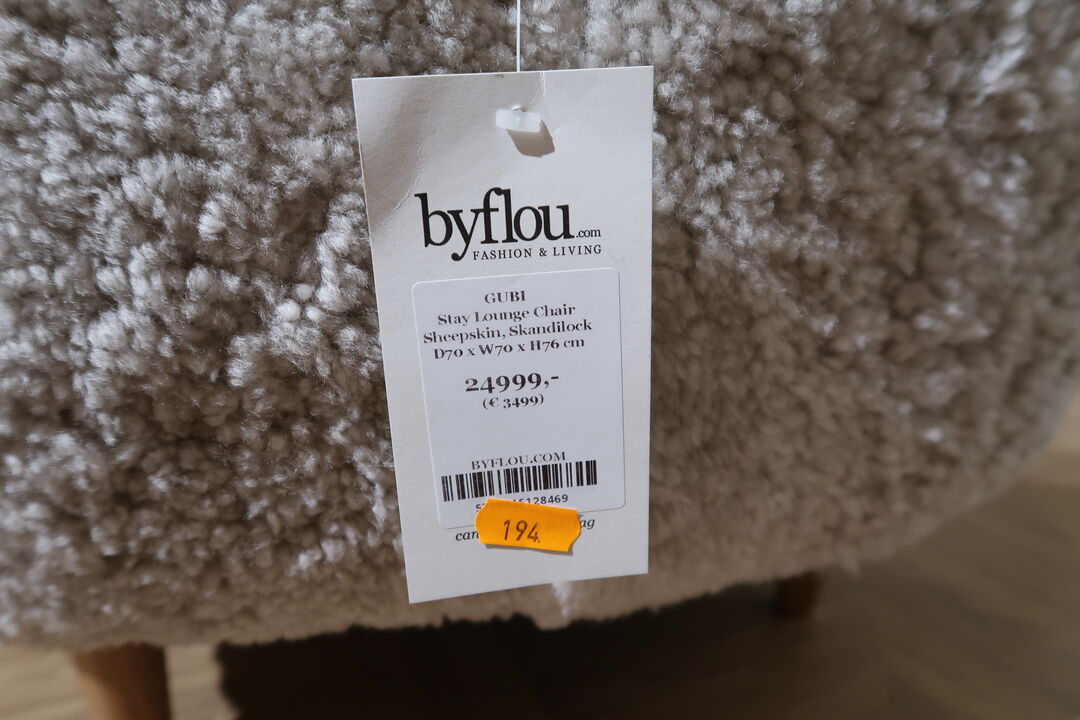 byflou.com
FASHION & LIVING
GUBI
Stay Lounge Chair
Sheepskin, Skandilock
D70 x W70 x H76 cm
24999,-
(€ 3499)
BYFLOU.COM
5128469
194.